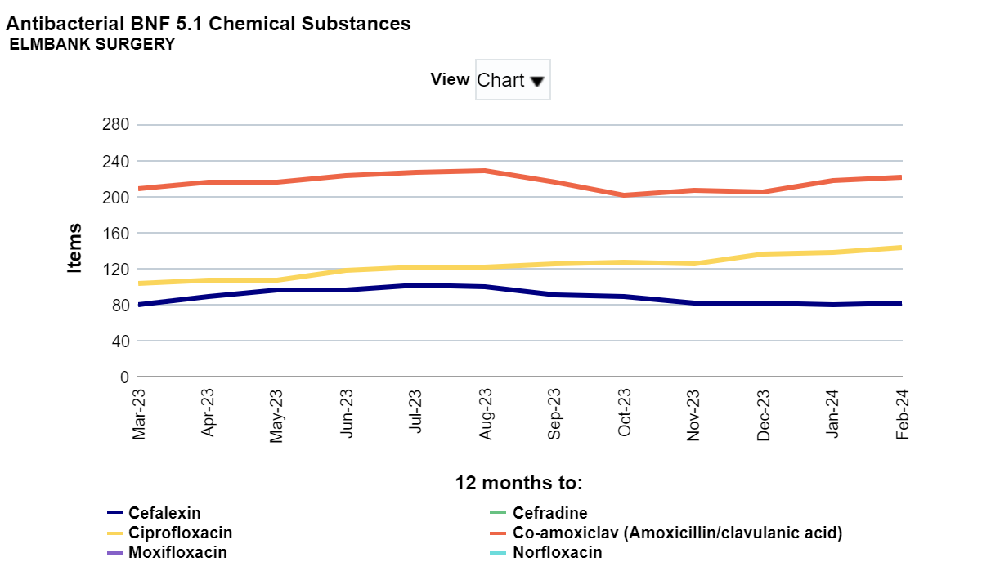 Antibacterial BNF 5.1 Chemical Substances
ELMBANK SURGERY
View Chart
280
240
200
160
120
80
40
0
Items
Mar-23 Apr-23 May-23 Jun-23 Jul-23 Aug-23 Sep-23 Oct-23 Nov-23 Dec-23 Jan-24 Feb-24
12 months to:
Cefalexin Cefradine
Ciprofloxacin Co-amoxiclav (Amoxicillin/clavulanic acid)
Moxifloxacin Norfloxacin